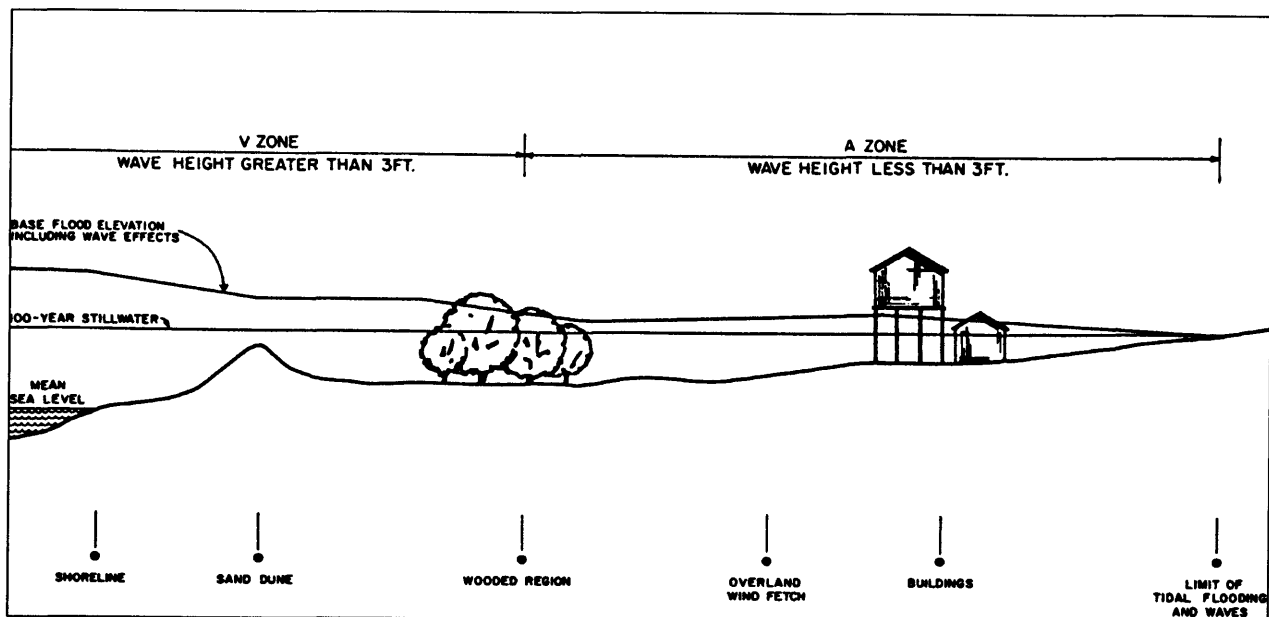 V ZONE
WAVE HEIGHT GREATER THAN 3FT.
A ZONE
WAVE HEIGHT LESS THAN 3FT.
BASE FLOOD ELEVATION
INCLUDING WAVE EFFECTS
100-YEAR STILLWATER
MEAN
SEA LEVEL
SHORELINE
SAND DUNE
WOODED REGION
OVERLAND
WIND FETCH
BUILDINGS
LIMIT OF
TIDAL FLOODING
AND WAVES